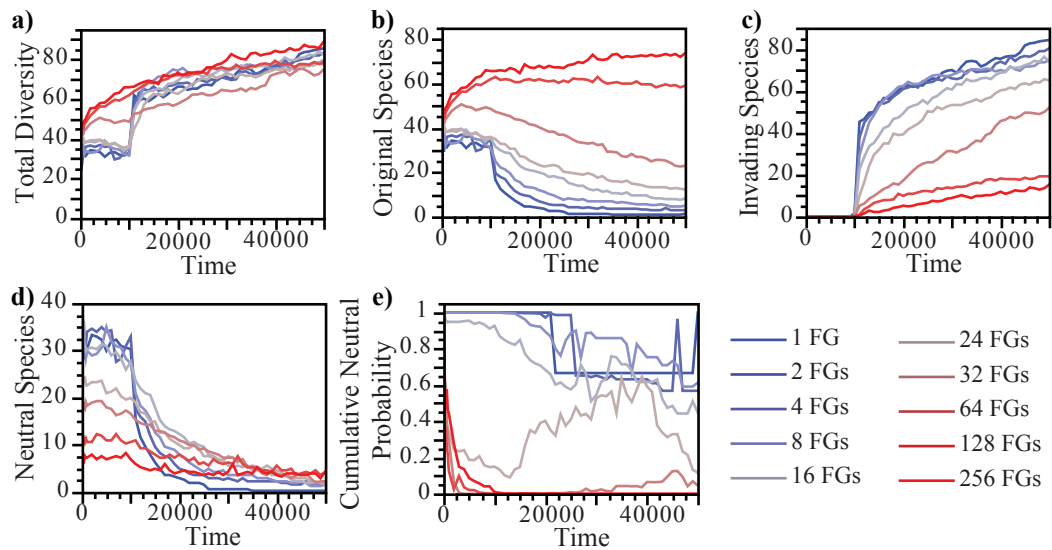 a)
Total Diversity
80
60
40
20
0
0 20000 40000
Time
b)
Original Species
80
60
40
20
0
0 20000 40000
Time
c)
Invading Species
80
60
40
20
0
0 20000 40000
Time
d)
Neutral Species
40
30
20
10
0
0 20000 40000
Time
e)
Cumulative Neutral
Probability
1
0.8
0.6
0.4
0.2
0
0 20000 40000
Time
1 FG
2 FGs
4 FGs
8 FGs
16 FGs
24 FGs
32 FGs
64 FGs
128 FGs
256 FGs